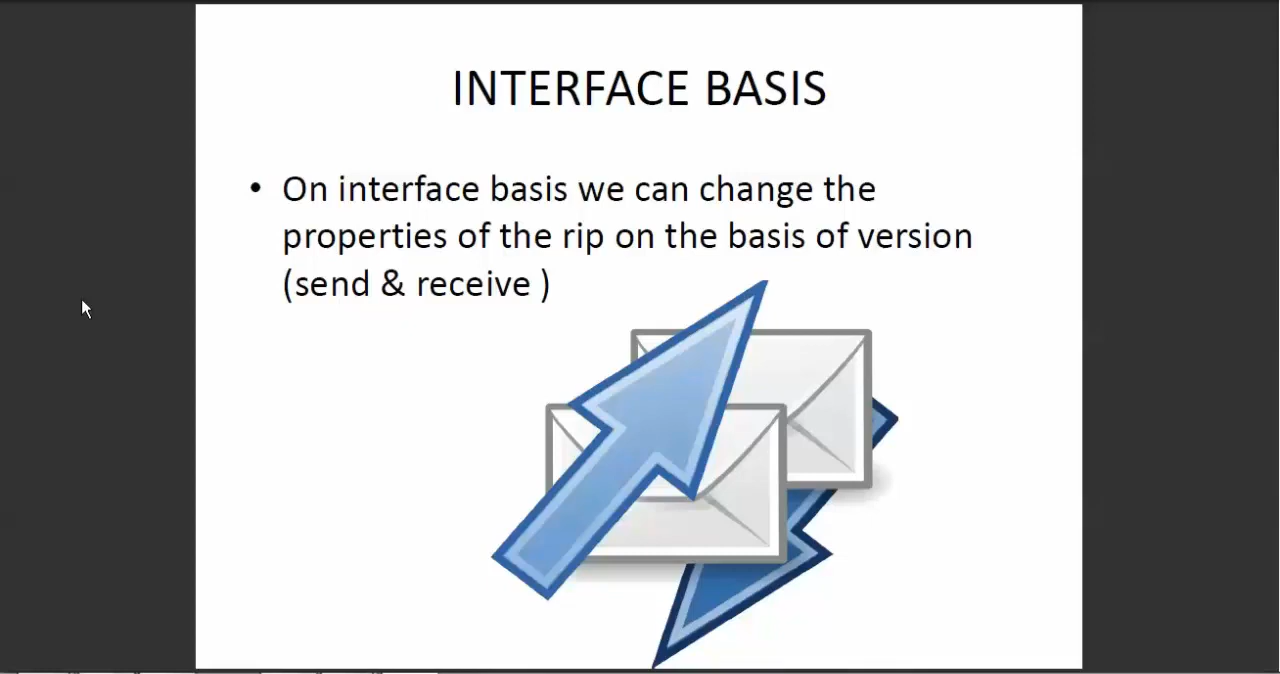 INTERFACE BASIS
• On interface basis we can change the
properties of the rip on the basis of version
(send & receive )